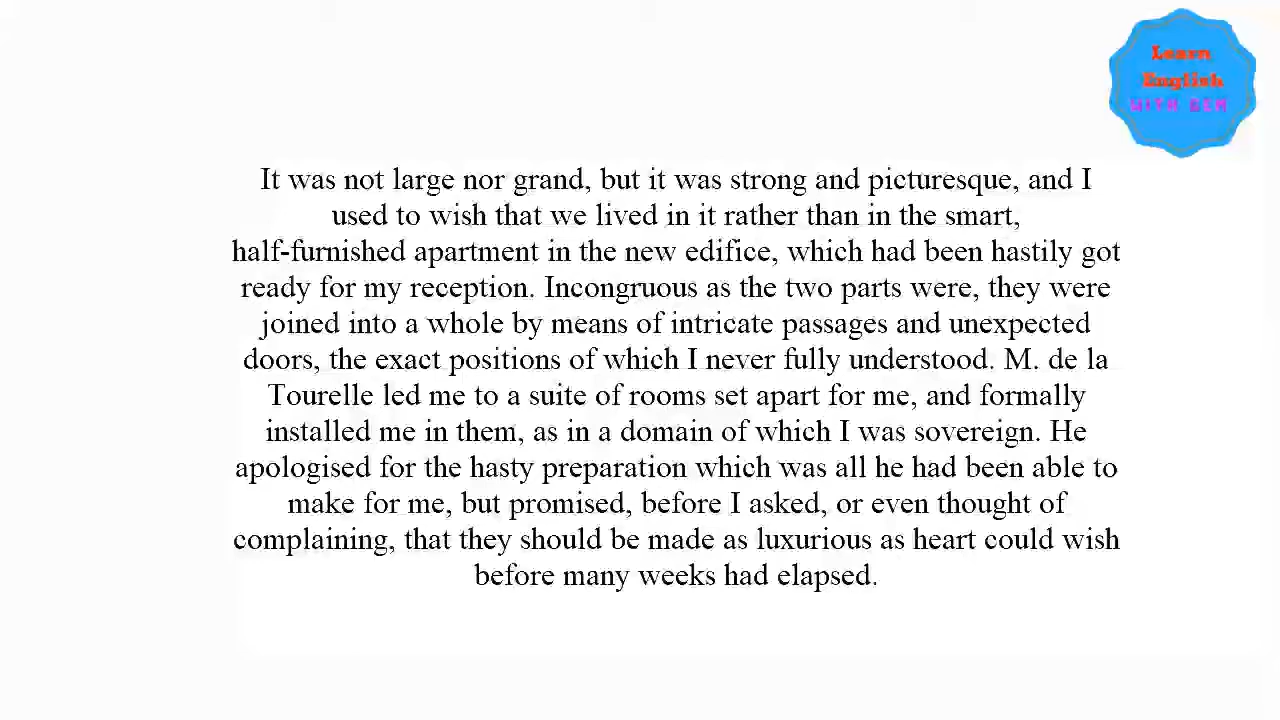 Learn
English
WITH BEN
It was not large nor grand, but it was strong and picturesque, and I
used to wish that we lived in it rather than in the smart,
half-furnished apartment in the new edifice, which had been hastily got
ready for my reception. Incongruous as the two parts were, they were
joined into a whole by means of intricate passages and unexpected
doors, the exact positions of which I never fully understood. M. de la
Tourelle led me to a suite of rooms set apart for me, and formally
installed me in them, as in a domain of which I was sovereign. He
apologised for the hasty preparation which was all he had been able to
make for me, but promised, before I asked, or even thought of
complaining, that they should be made as luxurious as heart could wish
before many weeks had elapsed.